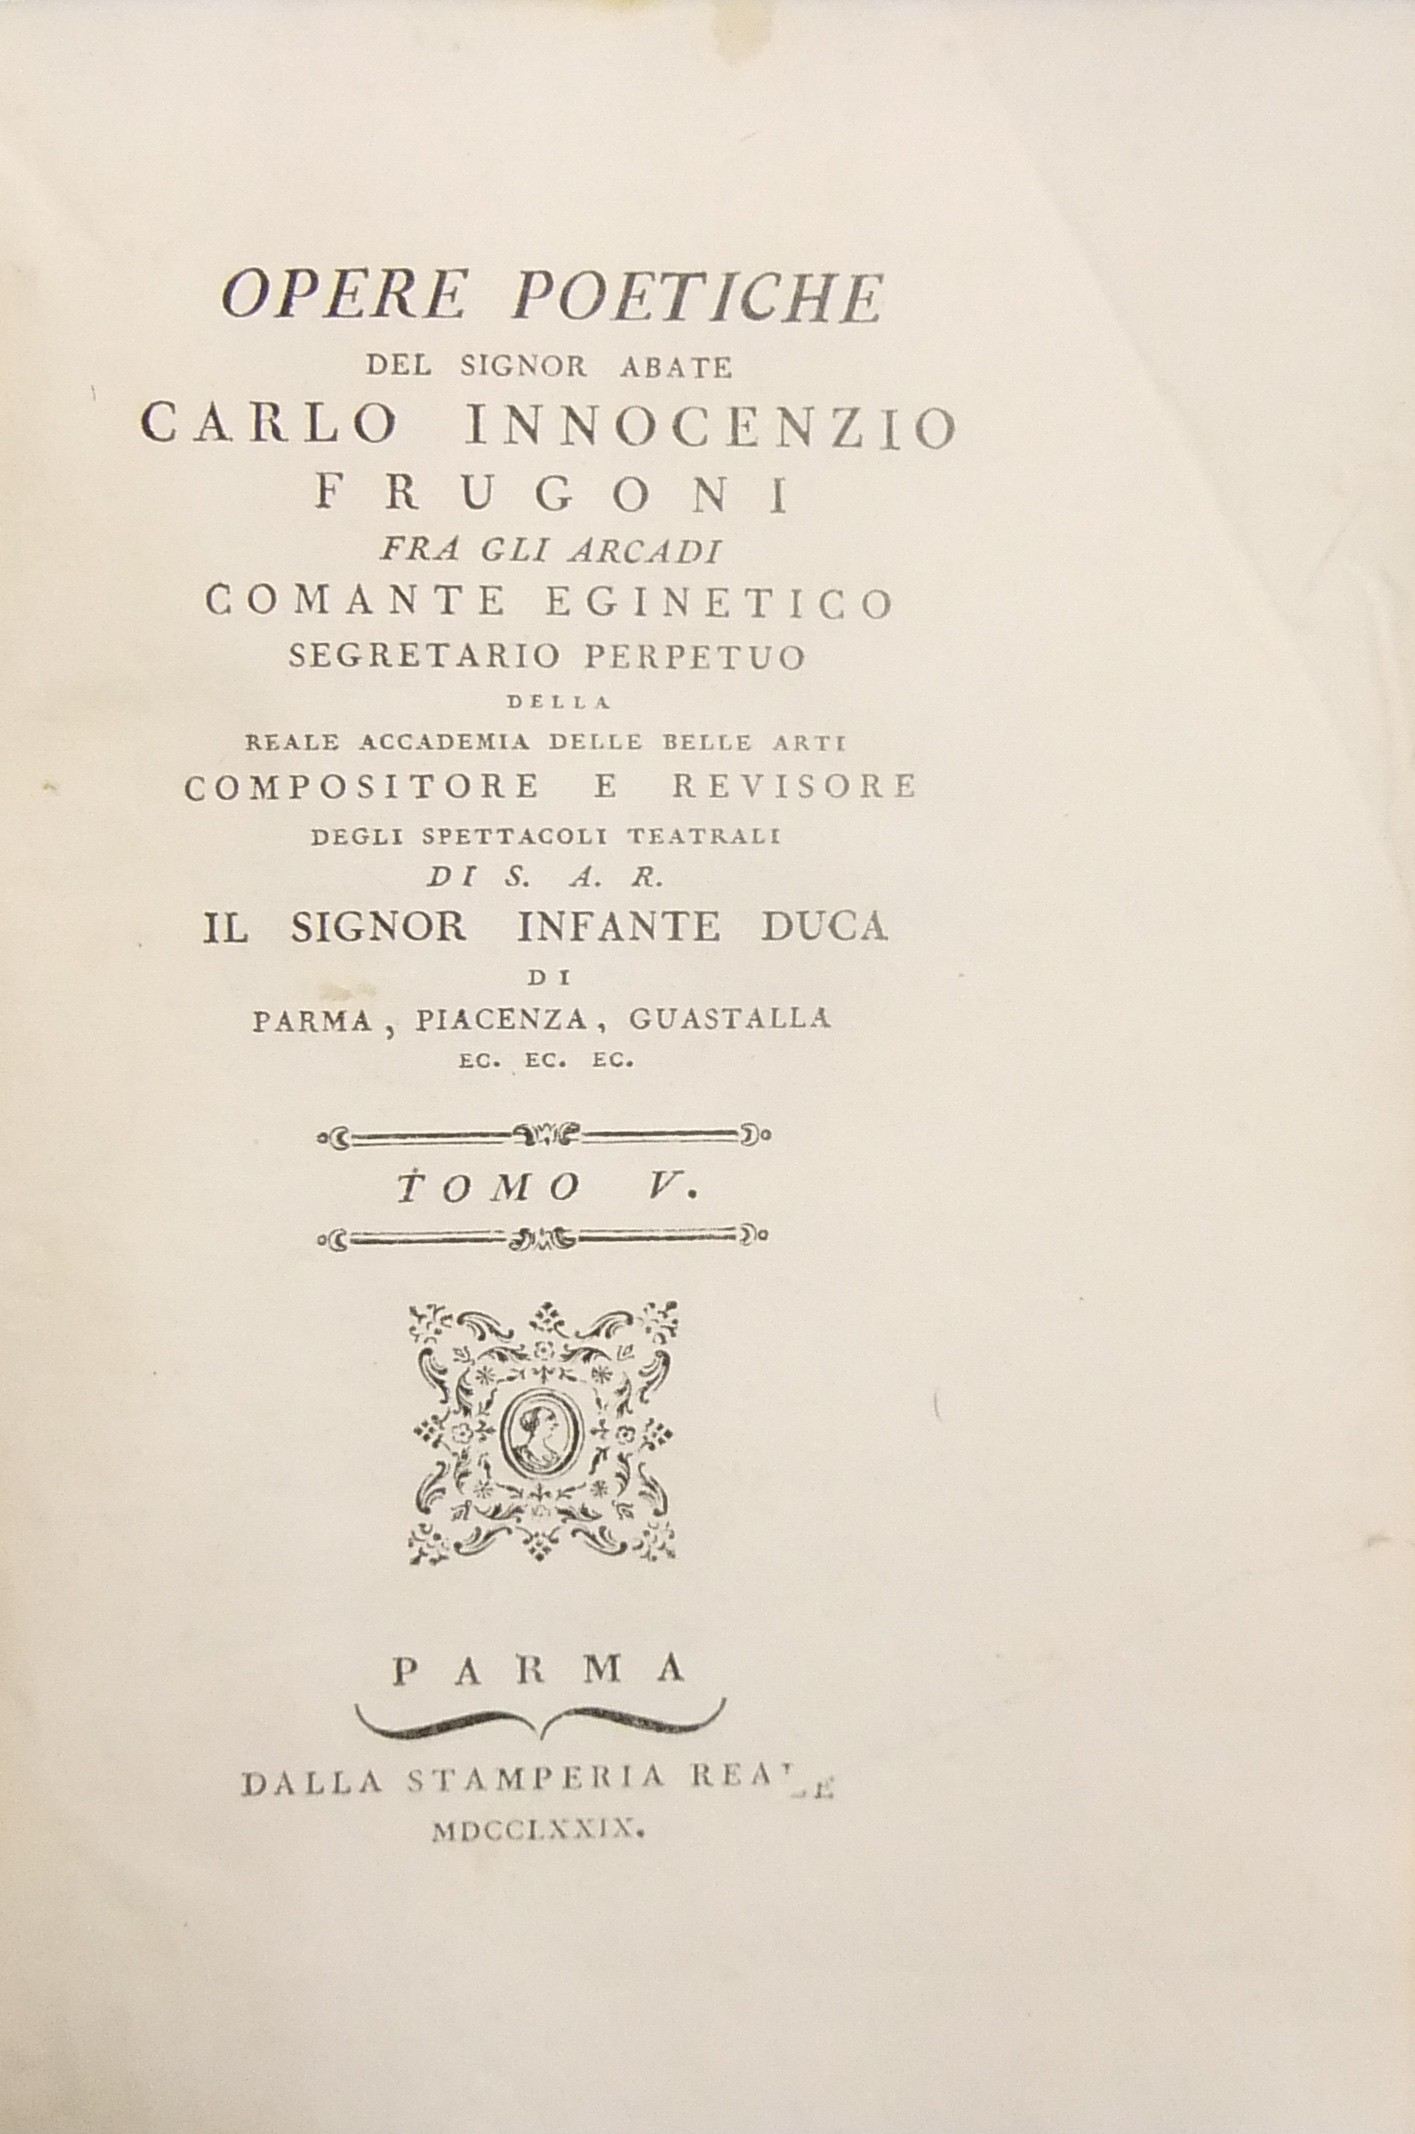 OPERE POETICHE
DEL SIGNOR ABATE
CARLO INNOCENZIO
FRUGONI
FRA GLI ARCADI
COMANTE EGINETICO
SEGRETARIO PERPETUO
DELLA
REALE ACCADEMIA DELLE BELLE ARTI
COMPOSITORE E REVISORE
DEGLI SPETTACOLI TEATRALI
DI S. A. R.
IL SIGNOR INFANTE DUCA
DI
PARMA, PIACENZA, GUASTALLA
EC. EC. EC.
TOMO V.
PARMA
DALLA STAMPERIA REALE
MDCCLXXIX.